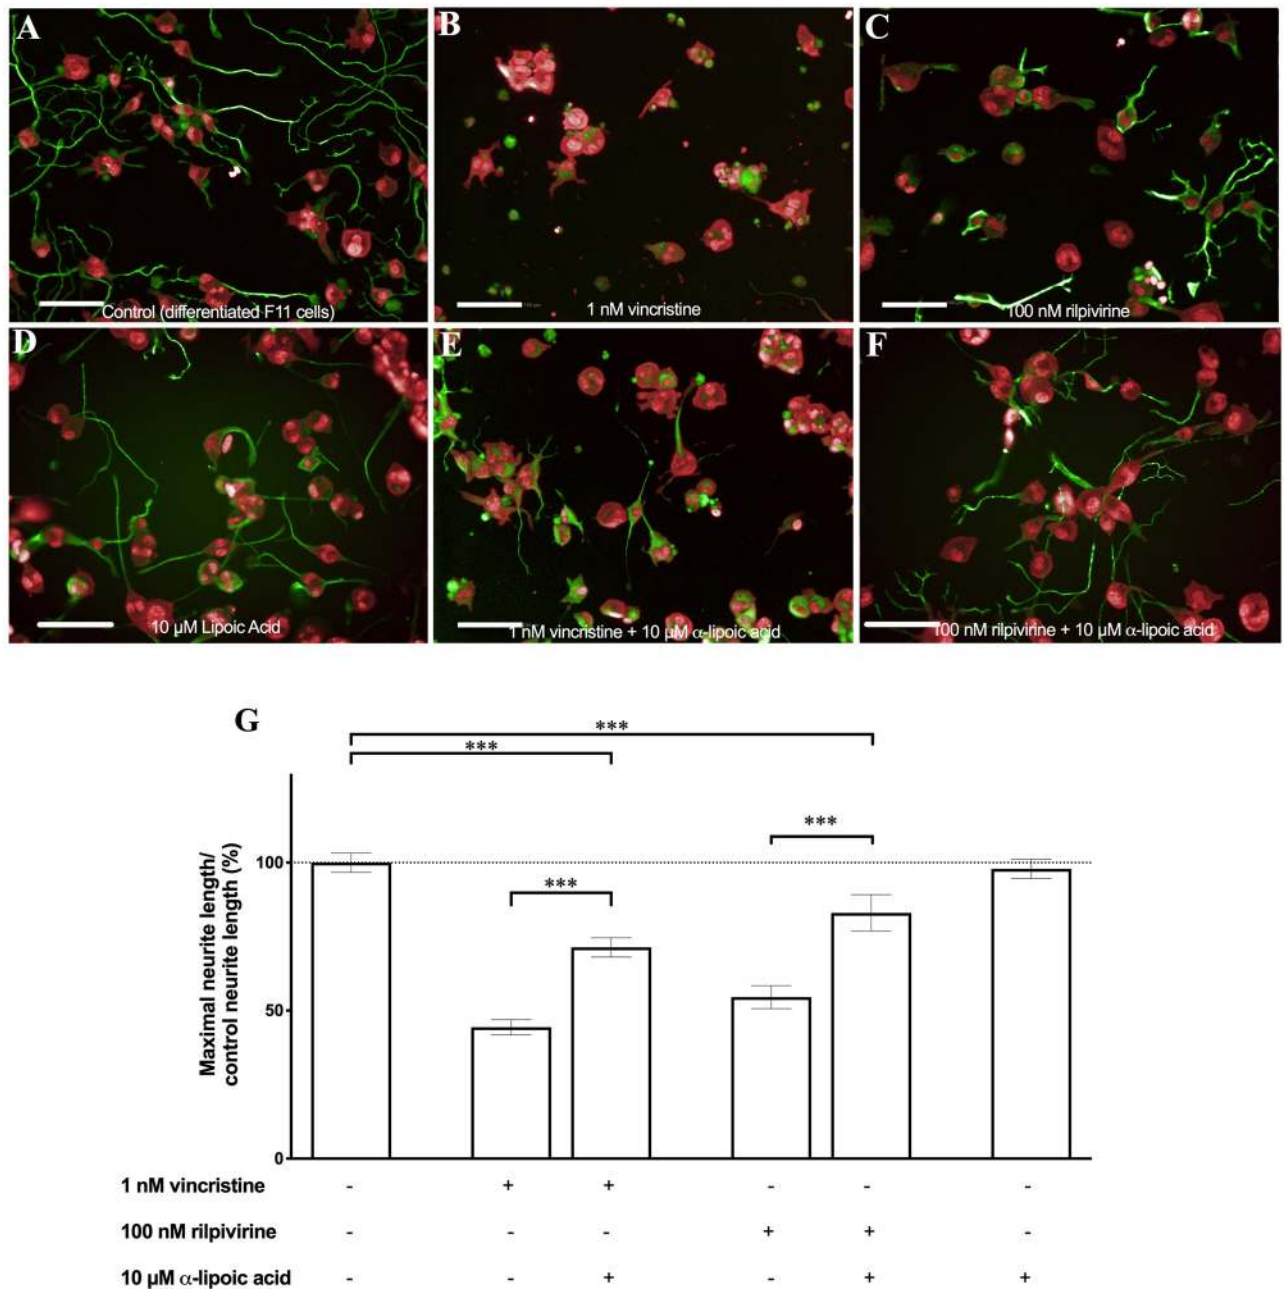 A B C
Control (differentiated F11 cells) 1 nM vincristine 100 nM rilpivirine
D E F
10 µM Lipoic Acid 1 nM vincristine + 10 µM α-lipoic acid 100 nM rilpivirine + 10 µM α-lipoic acid
G
***
***
***
***
Maximal neurite length/
control neurite length (%)
100
50
0
1 nM vincristine - + + - - -
100 nM rilpivirine - - - + + -
10 µM α-lipoic acid - - + - + +